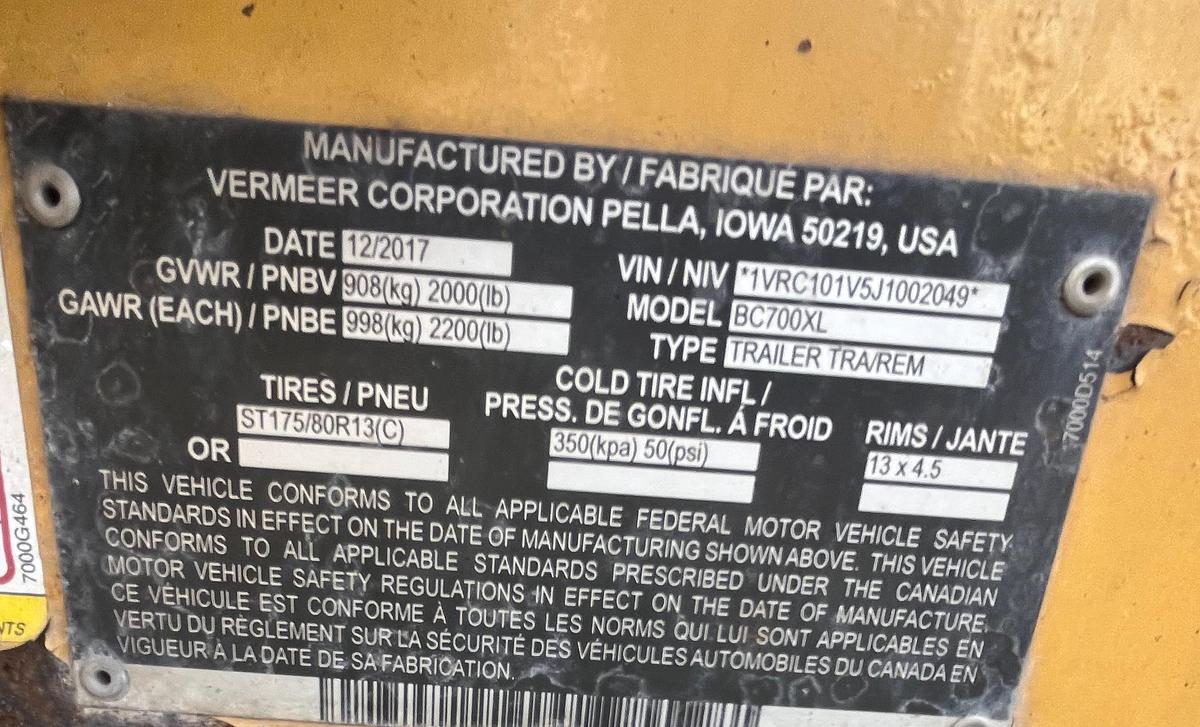 MANUFACTURED BY / FABRIQUÉ PAR:
VERMEER CORPORATION PELLA, IOWA 50219, USA
DATE 12/2017
GVWR / PNBV 908(kg) 2000(lb)
GAWR (EACH) / PNBE 998(kg) 2200(lb)
VIN / NIV *1VRC101V5J1002049*
MODEL BC700XL
TYPE TRAILER TRA/REM
TIRES / PNEU
ST175/80R13(C)
OR
COLD TIRE INFL /
PRESS. DE GONFL. Á FROID
350(kpa) 50(psi)
RIMS / JANTE
13 x 4.5
7000D514
THIS VEHICLE CONFORMS TO ALL APPLICABLE FEDERAL MOTOR VEHICLE SAFETY
STANDARDS IN EFFECT ON THE DATE OF MANUFACTURING SHOWN ABOVE. THIS VEHICLE
CONFORMS TO ALL APPLICABLE STANDARDS PRESCRIBED UNDER THE CANADIAN
MOTOR VEHICLE SAFETY REGULATIONS IN EFFECT ON THE DATE OF MANUFACTURE.
CE VÉHICULE EST CONFORME À TOUTES LES NORMS QUI LUI SONT APPLICABLES EN
VERTU DU RÈGLEMENT SUR LA SÉCURITÉ DES VÉHICULES AUTOMOBILES DU CANADA EN
VIGUEUR À LA DATE DE SA FABRICATION.
7000G464
NTS